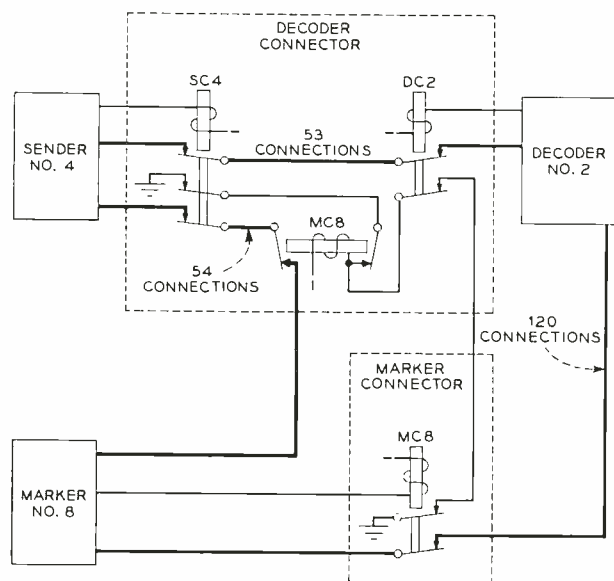 DECODER
CONNECTOR
SC4
DC2
53
CONNECTIONS
SENDER
NO. 4
DECODER
NO. 2
MC8
54
CONNECTIONS
120
CONNECTIONS
MARKER
CONNECTOR
MC8
MARKER
NO. 8